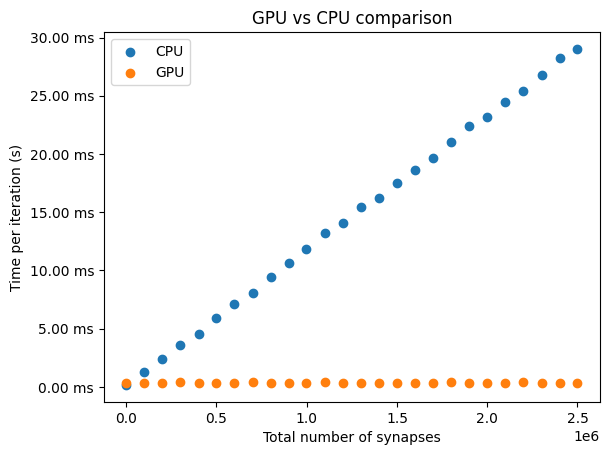 GPU vs CPU comparison
CPU
GPU
Time per iteration (s)
30.00 ms
25.00 ms
20.00 ms
15.00 ms
10.00 ms
5.00 ms
0.00 ms
0.0 0.5 1.0 1.5 2.0 2.5
1e6
Total number of synapses